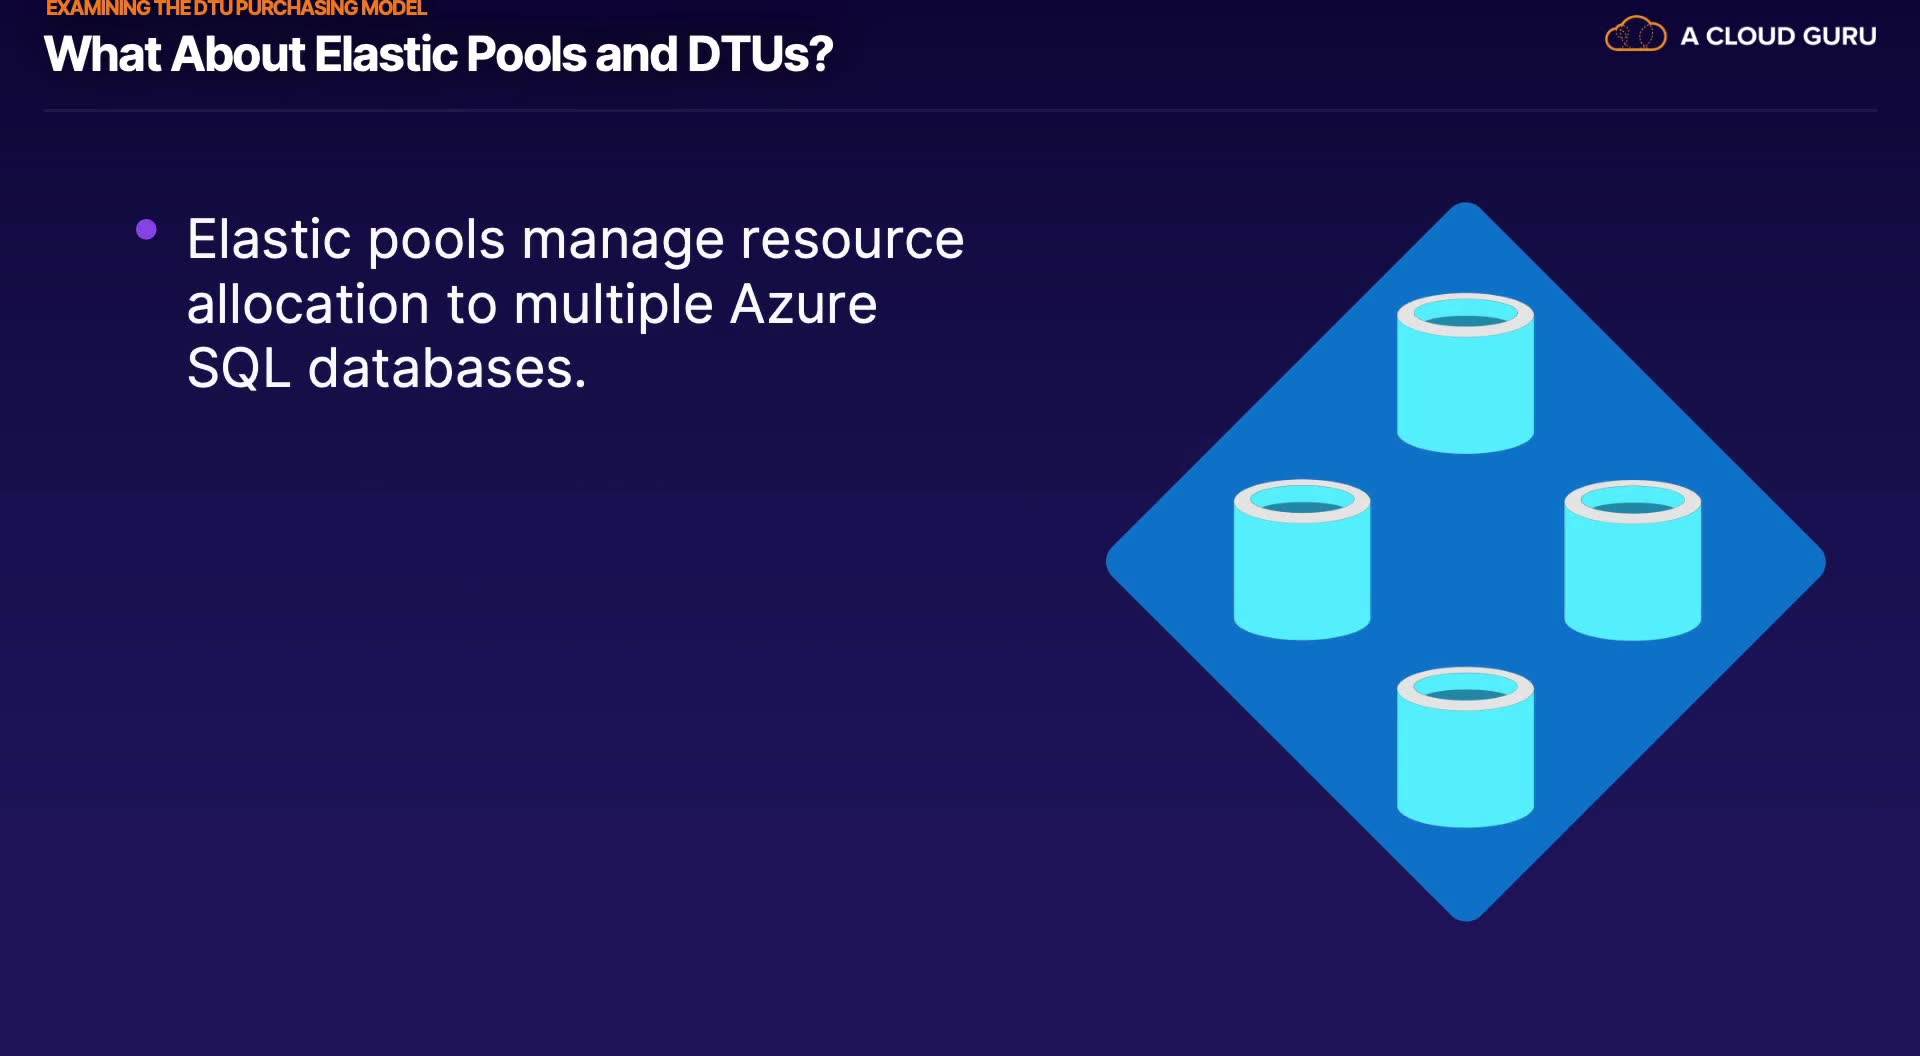 EXAMINING THE DTU PURCHASING MODEL
What About Elastic Pools and DTUs?
A CLOUD GURU
Elastic pools manage resource
allocation to multiple Azure
SQL databases.